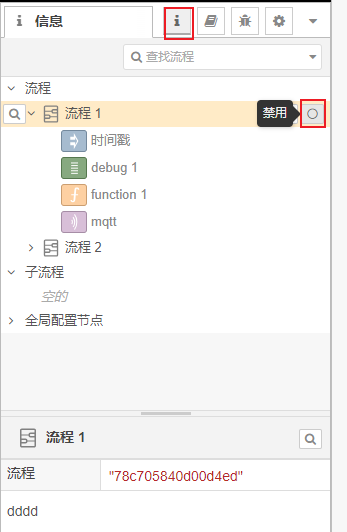 信息
查找流程
流程
流程 1
禁用
时间戳
debug 1
function 1
mqtt
流程 2
子流程
空的
全局配置节点
流程 1
流程 "78c705840d00d4ed"
dddd